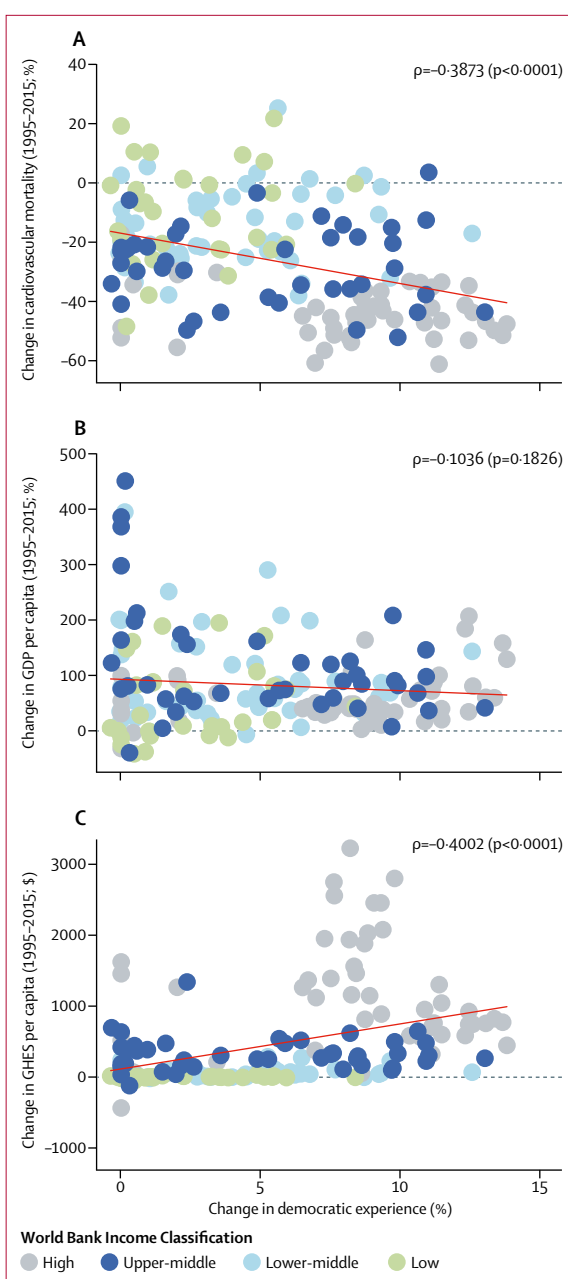 A
Change in cardiovascular mortality (1995–2015; %)
ρ=–0·3873 (p<0·0001)
40
20
0
–20
–40
–60
B
Change in GDP per capita (1995–2015; %)
ρ=–0·1036 (p=0·1826)
500
400
300
200
100
0
C
Change in GHES per capita (1995–2015; $)
ρ=–0·4002 (p<0·0001)
3000
2000
1000
0
–1000
0 5 10 15
Change in democratic experience (%)
World Bank Income Classification
High Upper-middle Lower-middle Low